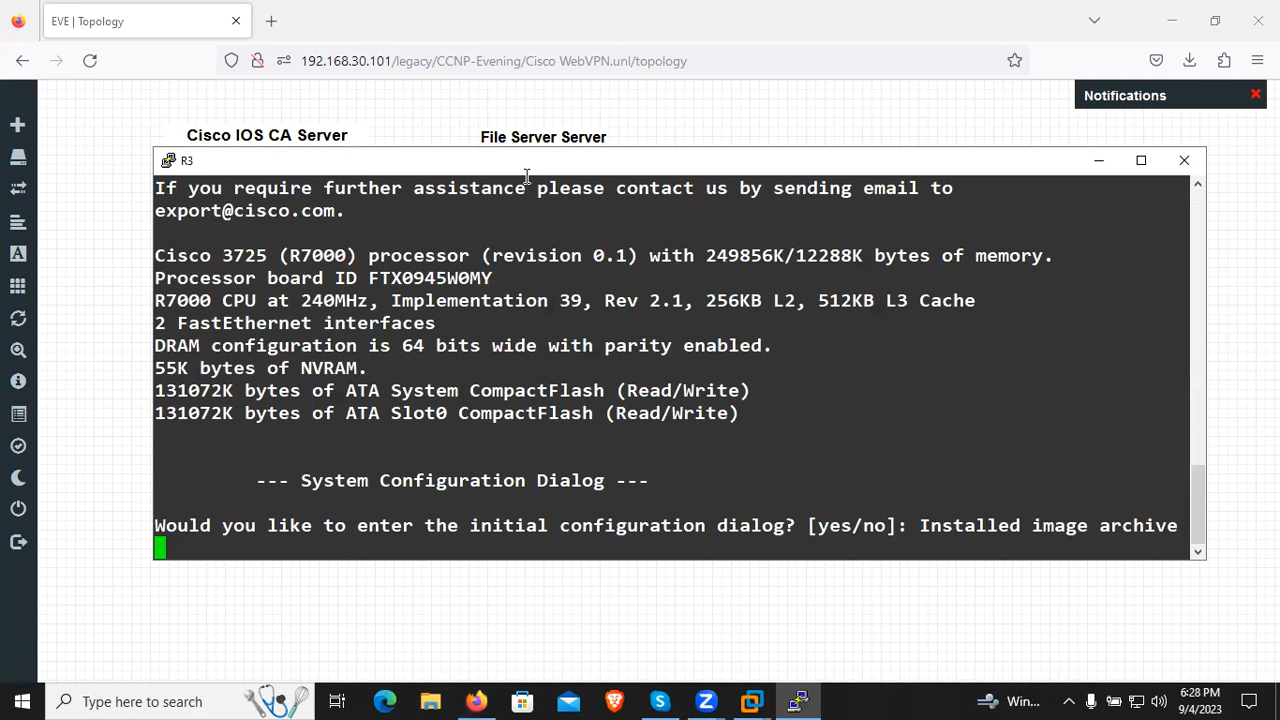 EVE | Topology
192.168.30.101/legacy/CCNP-Evening/Cisco WebVPN.unl/topology
Notifications
Cisco IOS CA Server
File Server Server
R3
If you require further assistance please contact us by sending email to
export@cisco.com.
Cisco 3725 (R7000) processor (revision 0.1) with 249856K/12288K bytes of memory.
Processor board ID FTX0945W0MY
R7000 CPU at 240MHz, Implementation 39, Rev 2.1, 256KB L2, 512KB L3 Cache
2 FastEthernet interfaces
DRAM configuration is 64 bits wide with parity enabled.
55K bytes of NVRAM.
131072K bytes of ATA System CompactFlash (Read/Write)
131072K bytes of ATA Slot0 CompactFlash (Read/Write)
--- System Configuration Dialog ---
Would you like to enter the initial configuration dialog? [yes/no]: Installed image archive
Type here to search
Win...
6:28 PM
9/4/2023